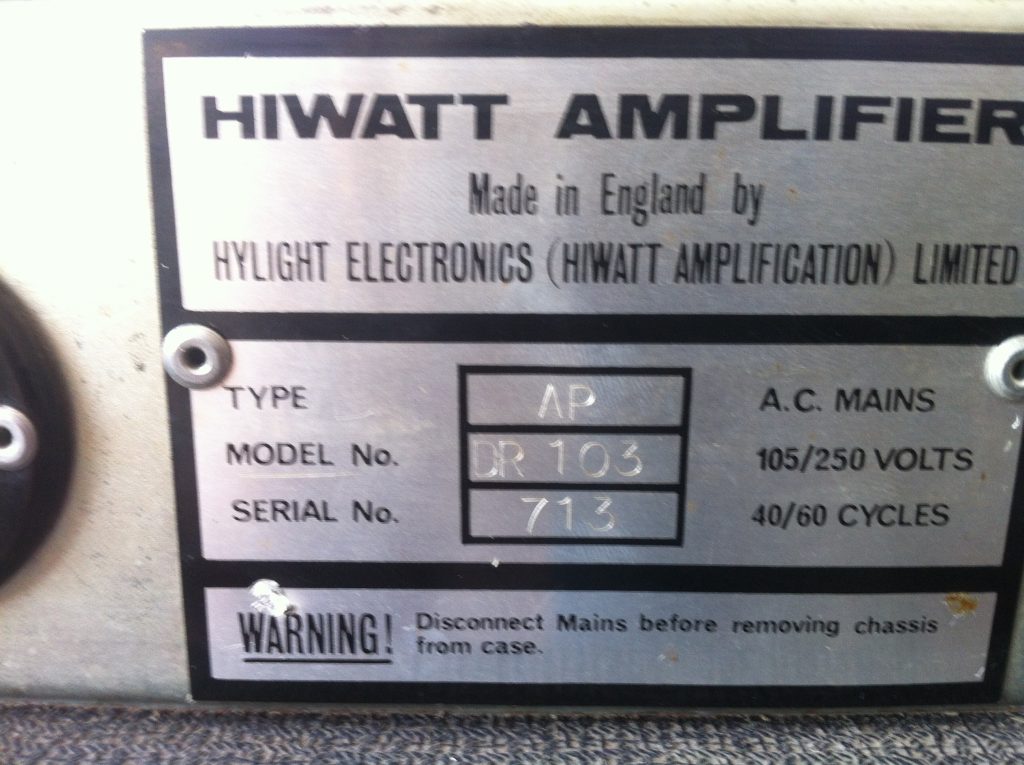 HIWATT AMPLIFIER
Made in England by
HYLIGHT ELECTRONICS (HIWATT AMPLIFICATION) LIMITED
TYPE AP A.C. MAINS
MODEL No. DR 103 105/250 VOLTS
SERIAL No. 713 40/60 CYCLES
WARNING! Disconnect Mains before removing chassis
from case.